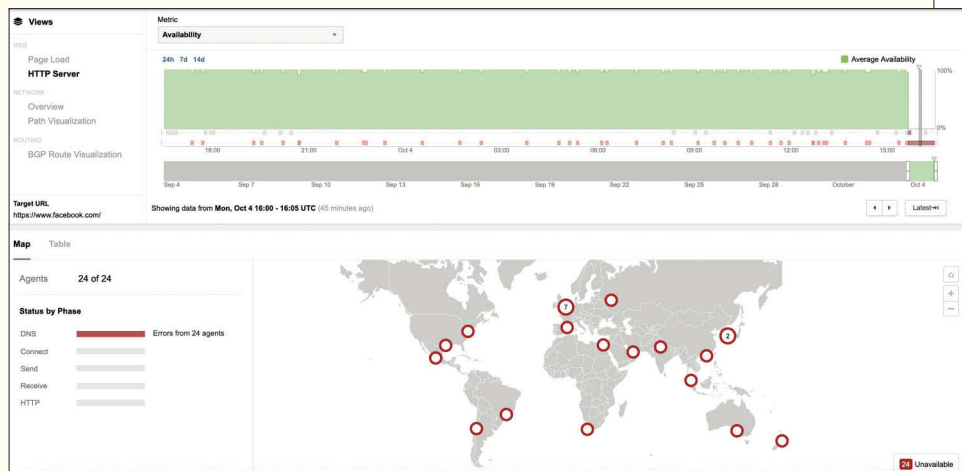 Views
WEB
Page Load
HTTP Server
NETWORK
Overview
Path Visualization
ROUTING
BGP Route Visualization
Target URL
https://www.facebook.com/
Metric
Availability
24h 7d 14d
Average Availability
100%
0%
18:00 21:00 Oct 4 03:00 06:00 09:00 12:00 15:00
Sep 4 Sep 7 Sep 10 Sep 13 Sep 16 Sep 19 Sep 22 Sep 25 Sep 28 October Oct 4
Showing data from Mon, Oct 4 16:00 - 16:05 UTC (45 minutes ago)
Latest
Map Table
Agents 24 of 24
Status by Phase
DNS Errors from 24 agents
Connect
Send
Receive
HTTP
7
2
24 Unavailable